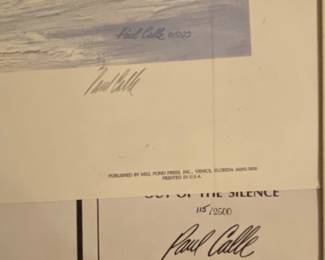 Paul Calle
Paul Calle
PUBLISHED BY MILL POND PRESS, INC., VENICE, FLORIDA
PRINTED IN U.S.A.
OUT OF THE SILENCE
115/2500
Paul Calle